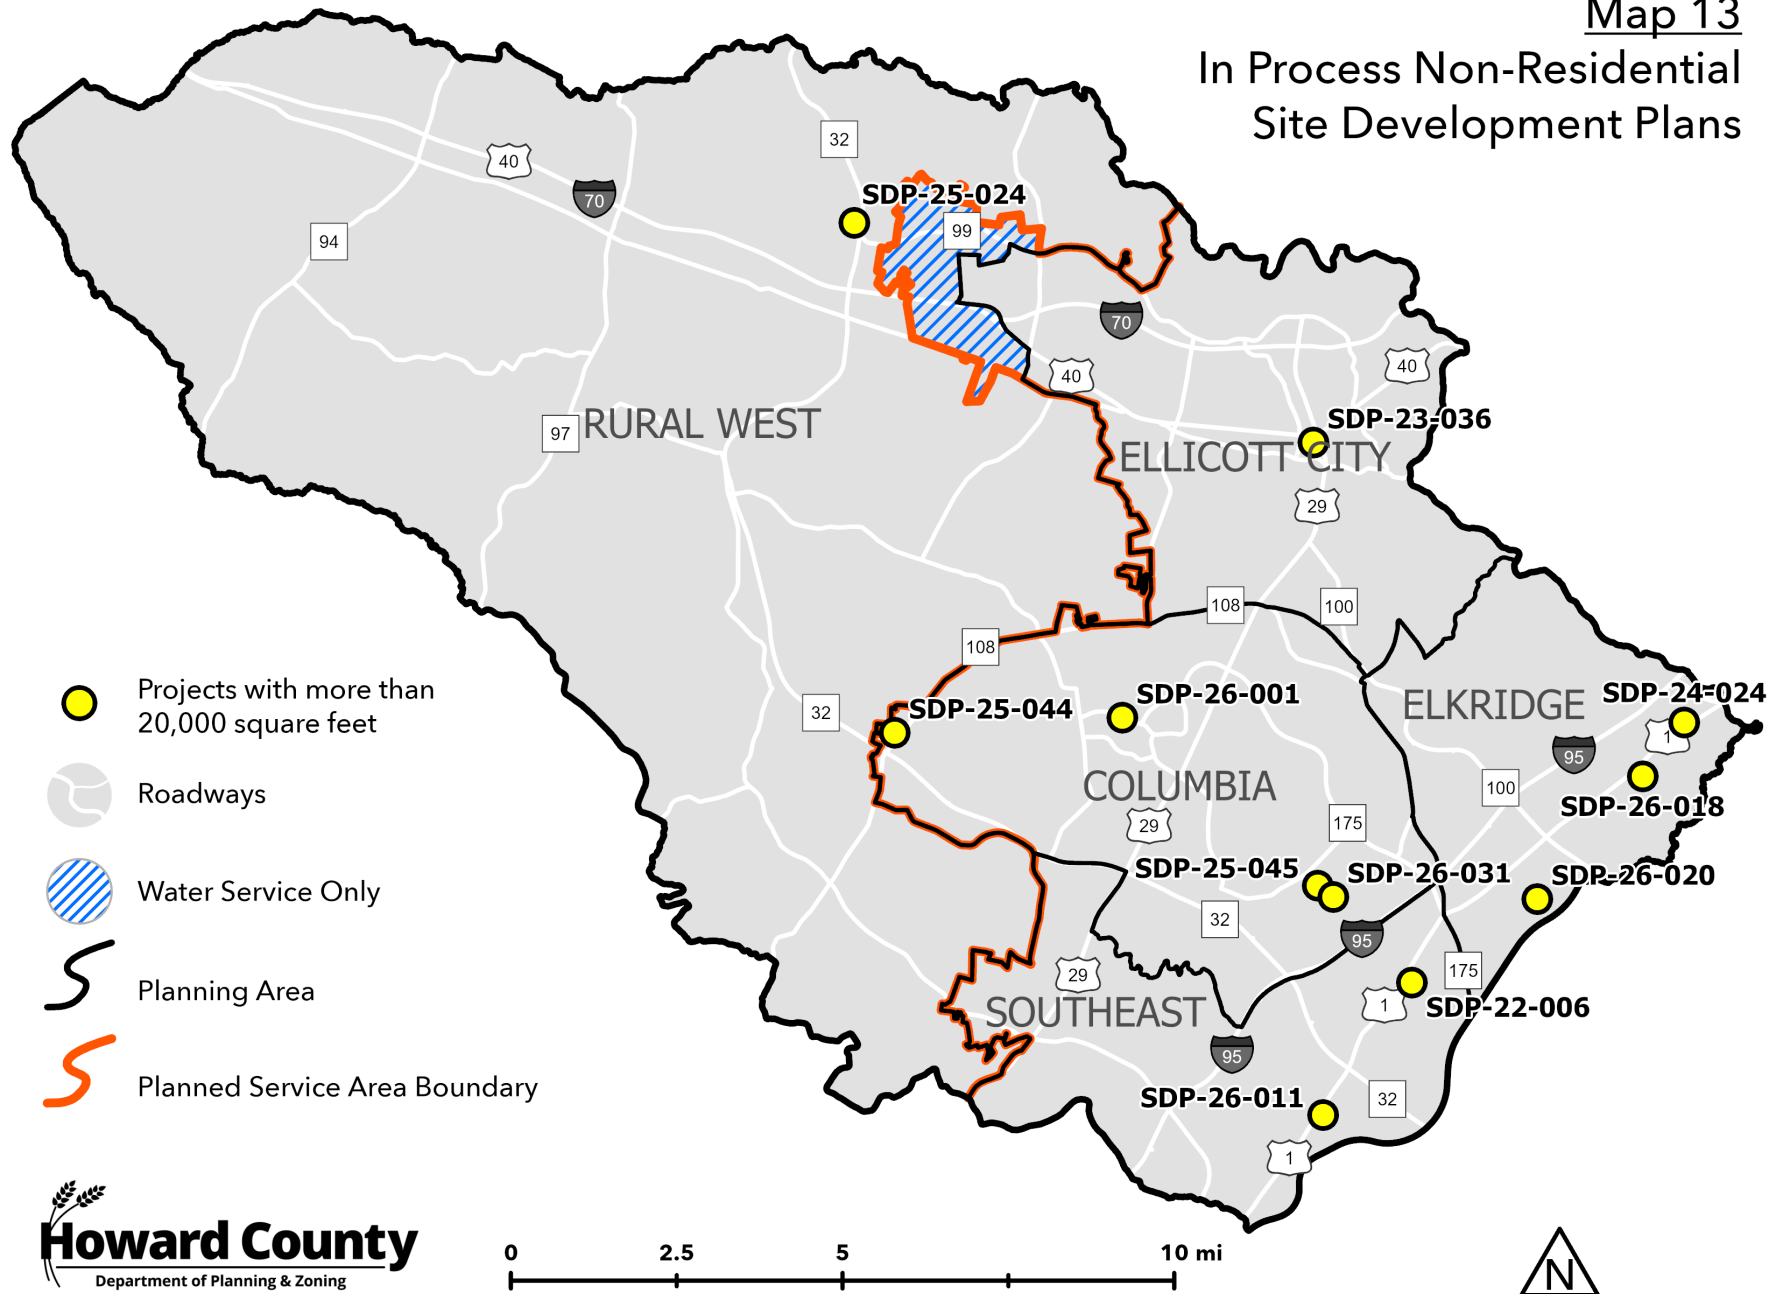 Map 13
In Process Non-Residential
Site Development Plans
32
40
70
SDP-25-024
99
94
70
40
40
97
RURAL WEST
SDP-23-036
ELLICOTT CITY
29
108
100
108
Projects with more than
20,000 square feet
32
SDP-25-044
SDP-26-001
ELKRIDGE
SDP-24-024
1
95
100
SDP-26-018
Roadways
COLUMBIA
29
175
SDP-25-045
SDP-26-031
SDP-26-020
Water Service Only
32
95
175
29
Planning Area
SOUTHEAST
1
SDP-22-006
95
Planned Service Area Boundary
SDP-26-011
32
1
Howard County
Department of Planning & Zoning
0 2.5 5 10 mi
N